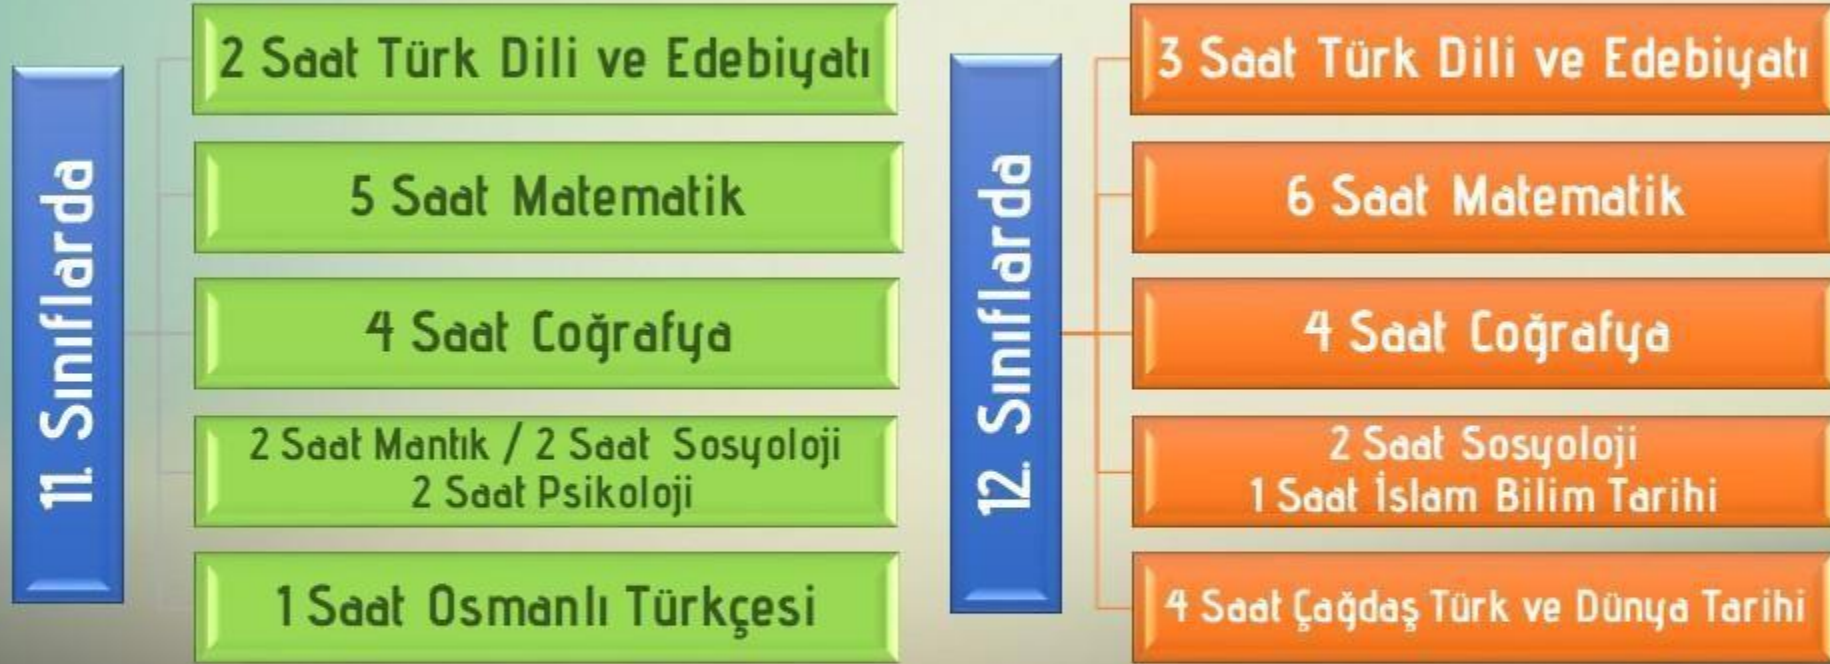 11. Sınıflarda
2 Saat Türk Dili ve Edebiyatı
5 Saat Matematik
4 Saat Coğrafya
2 Saat Mantık / 2 Saat Sosyoloji
2 Saat Psikoloji
1 Saat Osmanlı Türkçesi
12. Sınıflarda
3 Saat Türk Dili ve Edebiyatı
6 Saat Matematik
4 Saat Coğrafya
2 Saat Sosyoloji
1 Saat İslam Bilim Tarihi
4 Saat Çağdaş Türk ve Dünya Tarihi